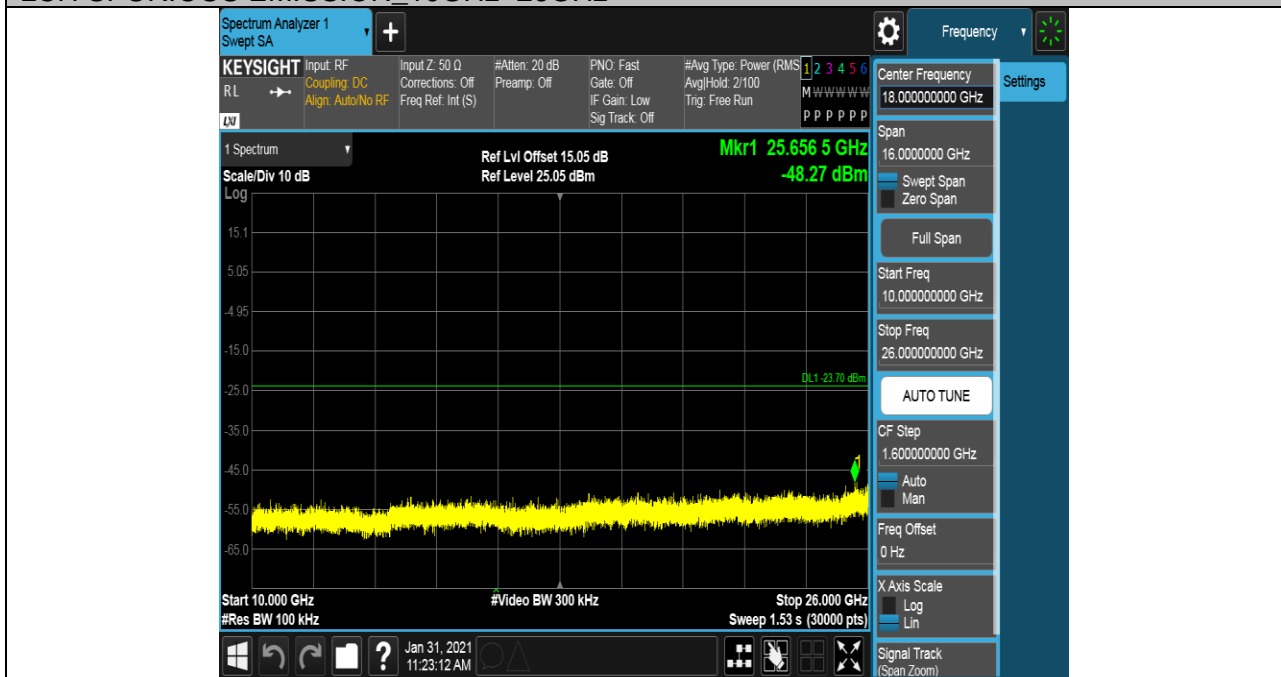 Spectrum Analyzer 1
Swept SA
+
Frequency
KEYSIGHT
RL
LXI
Input: RF
Coupling: DC
Align: Auto/No RF
Input Z: 50 Ω
Corrections: Off
Freq Ref: Int (S)
#Atten: 20 dB
Preamp: Off
PNO: Fast
Gate: Off
IF Gain: Low
Sig Track: Off
#Avg Type: Power (RMS
Avg|Hold: 2/100
Trig: Free Run
1 2 3 4 5 6
M W W W W W
P P P P P P
Center Frequency
18.000000000 GHz
Settings
Span
16.0000000 GHz
Swept Span
Zero Span
Full Span
Start Freq
10.000000000 GHz
Stop Freq
26.000000000 GHz
AUTO TUNE
CF Step
1.600000000 GHz
Auto
Man
Freq Offset
0 Hz
X Axis Scale
Log
Lin
Signal Track
(Span Zoom)
1 Spectrum
Scale/Div 10 dB
Log
Ref Lvl Offset 15.05 dB
Ref Level 25.05 dBm
Mkr1 25.656 5 GHz
-48.27 dBm
15.1
5.05
-4.95
-15.0
-25.0
-35.0
-45.0
-55.0
-65.0
DL1 -23.70 dBm
1
Start 10.000 GHz
#Res BW 100 kHz
#Video BW 300 kHz
Stop 26.000 GHz
Sweep 1.53 s (30000 pts)
?
Jan 31, 2021
11:23:12 AM